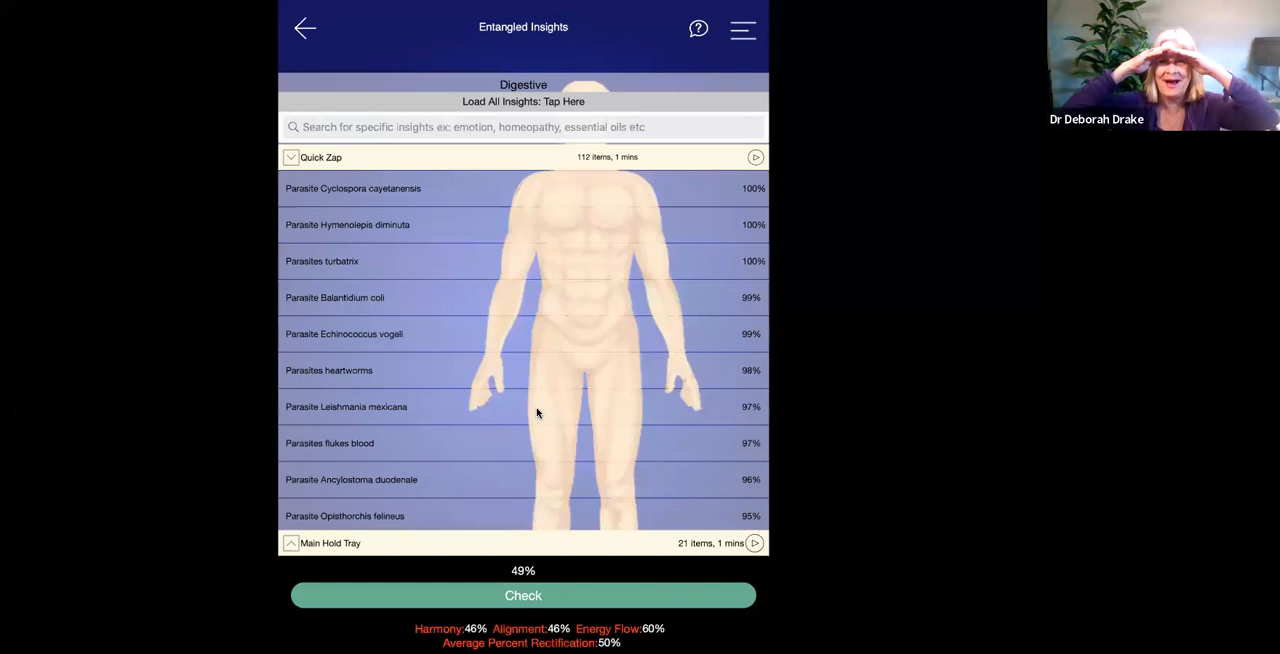 Entangled Insights
Dr Deborah Drake
Digestive
Load All Insights: Tap Here
Search for specific insights ex: emotion, homeopathy, essential oils etc
Quick Zap 112 items, 1 mins
Parasite Cyclospora cayetanensis 100%
Parasite Hymenolepis diminuta 100%
Parasites turbatrix 100%
Parasite Balantidium coli 99%
Parasite Echinococcus vogeli 99%
Parasites heartworms 98%
Parasite Leishmania mexicana 97%
Parasites flukes blood 97%
Parasite Ancylostoma duodenale 96%
Parasite Opisthorchis felineus 95%
Main Hold Tray 21 items, 1 mins
49%
Check
Harmony:46% Alignment:46% Energy Flow:60%
Average Percent Rectification:50%